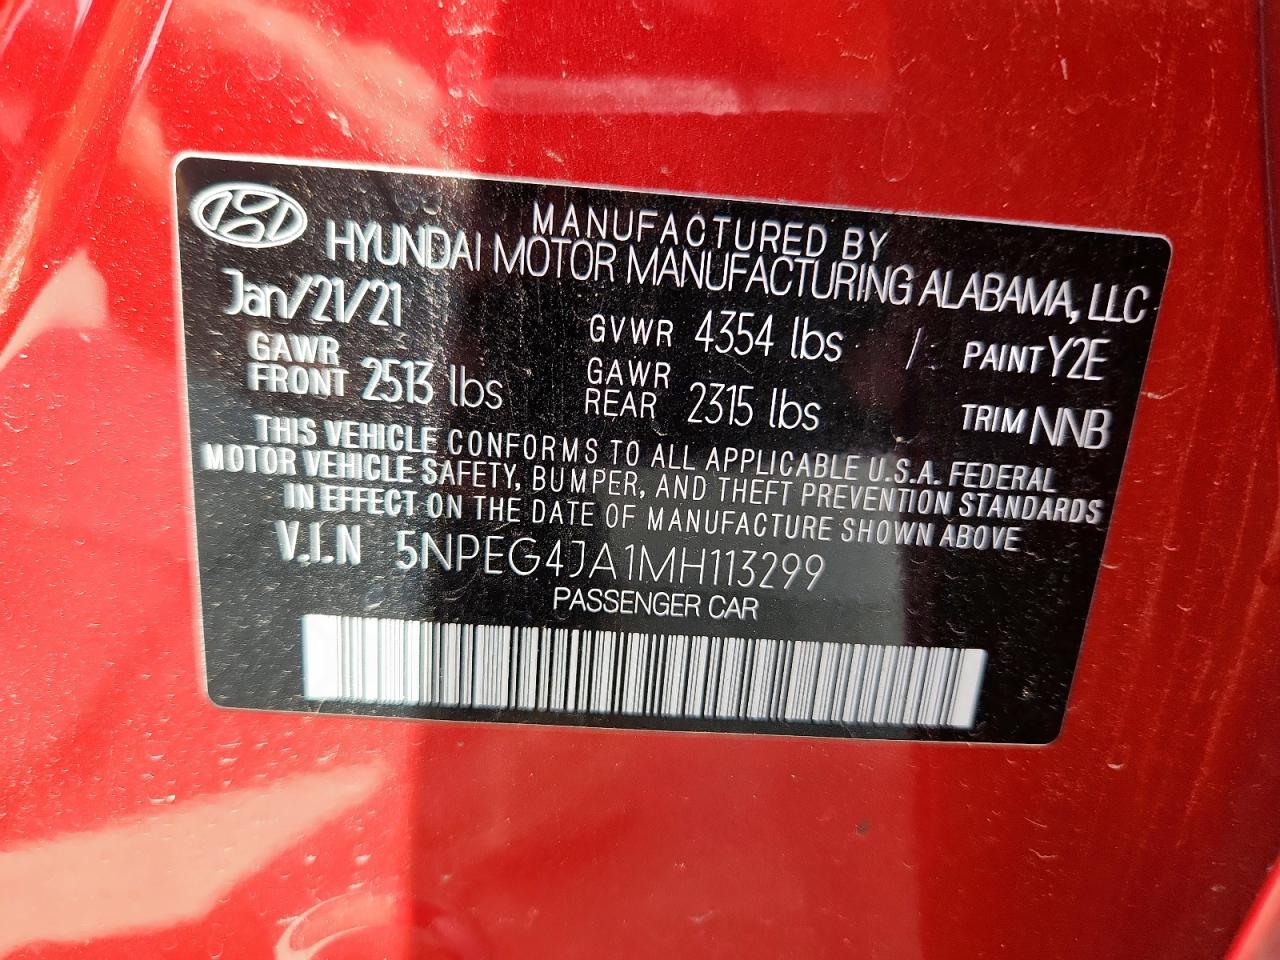 MANUFACTURED BY
HYUNDAI MOTOR MANUFACTURING ALABAMA, LLC
Jan/21/21 GVWR 4354 lbs / PAINT Y2E
GAWR FRONT 2513 lbs GAWR REAR 2315 lbs TRIM NNB
THIS VEHICLE CONFORMS TO ALL APPLICABLE U.S.A. FEDERAL
MOTOR VEHICLE SAFETY, BUMPER, AND THEFT PREVENTION STANDARDS
IN EFFECT ON THE DATE OF MANUFACTURE SHOWN ABOVE
V.I.N 5NPEG4JA1MH113299
PASSENGER CAR